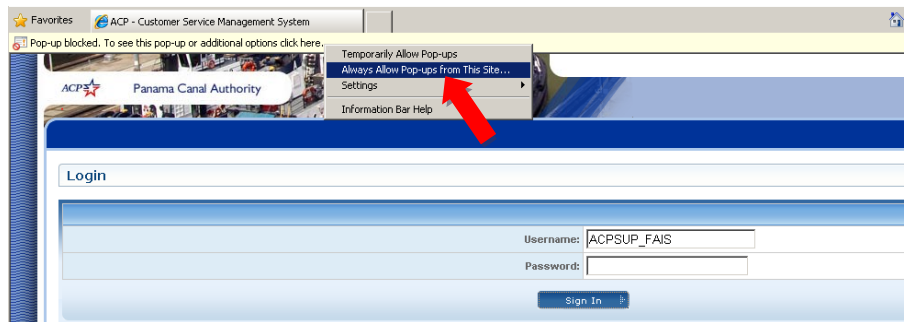 Favorites ACP - Customer Service Management System
Pop-up blocked. To see this pop-up or additional options click here.
Temporarily Allow Pop-ups
Always Allow Pop-ups from This Site...
Settings
Information Bar Help
ACP Panama Canal Authority
Login
Username: ACPSUP_FAIS
Password:
Sign In